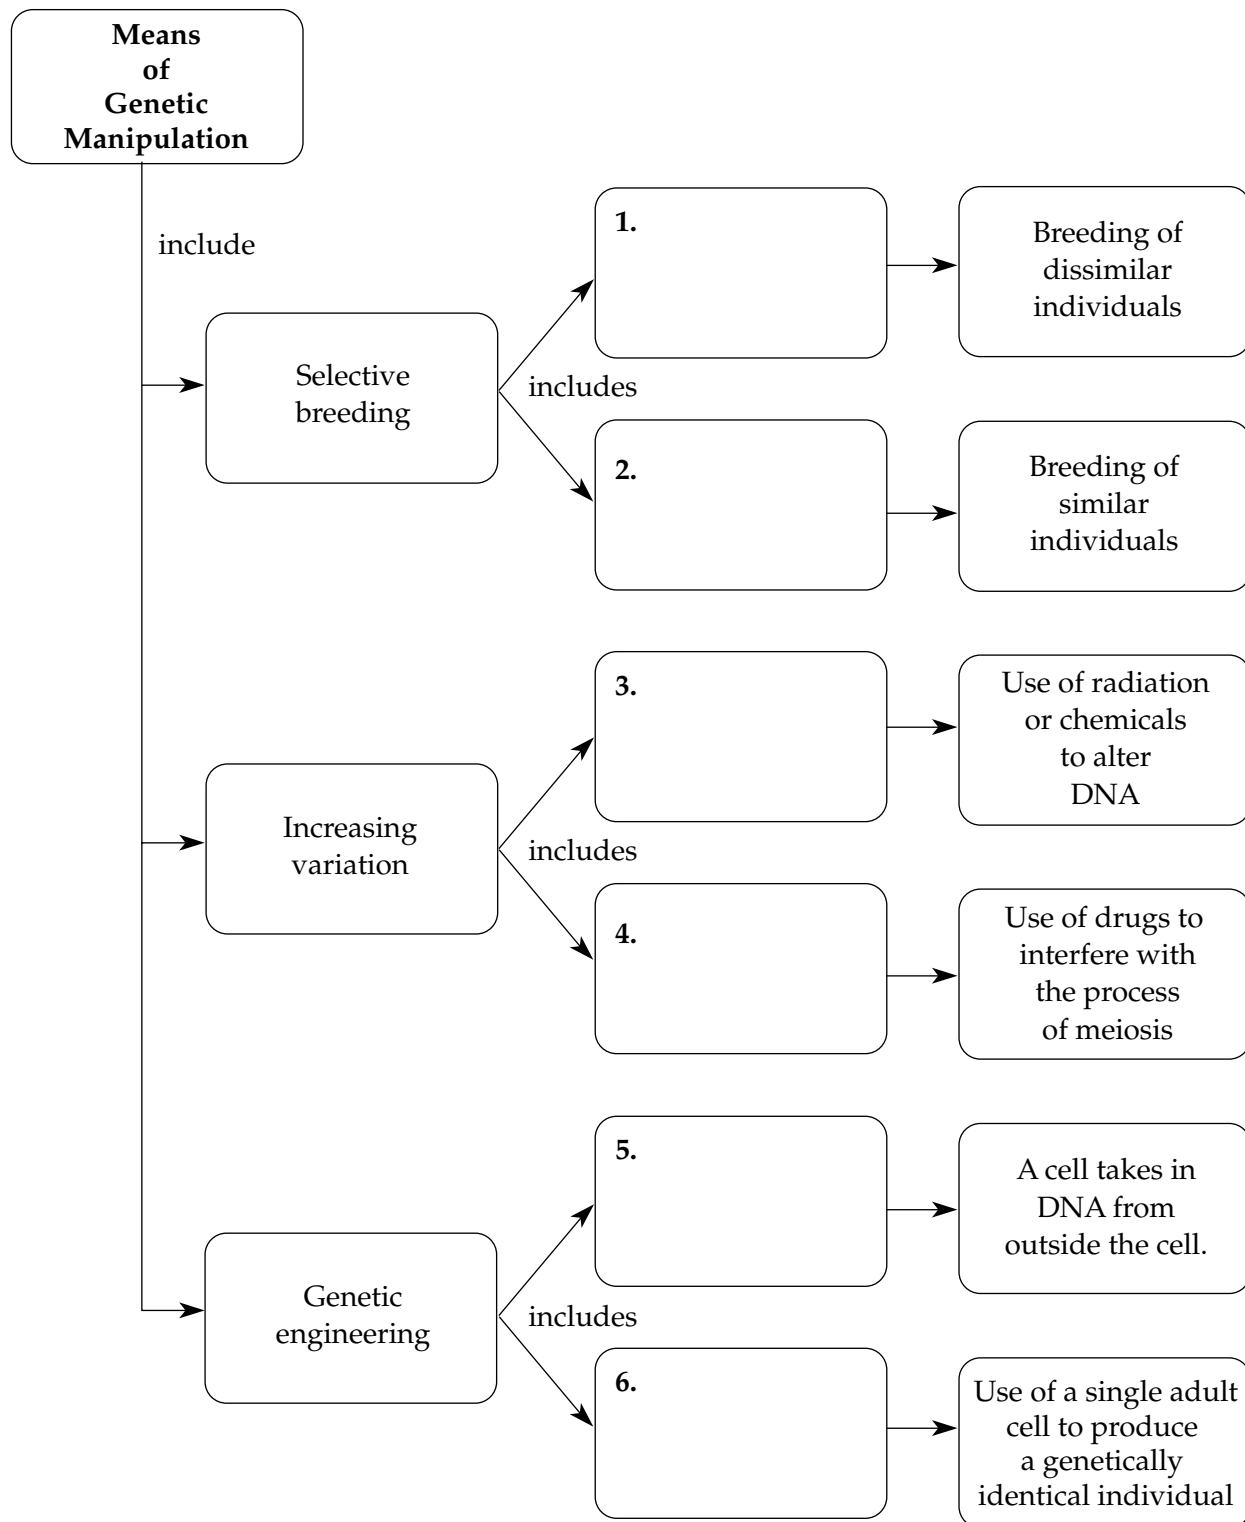 Means
of
Genetic
Manipulation
include
Selective
breeding
includes
1.
Breeding of
dissimilar
individuals
2.
Breeding of
similar
individuals
Increasing
variation
includes
3.
Use of radiation
or chemicals
to alter
DNA
4.
Use of drugs to
interfere with
the process
of meiosis
Genetic
engineering
includes
5.
A cell takes in
DNA from
outside the cell.
6.
Use of a single adult
cell to produce
a genetically
identical individual